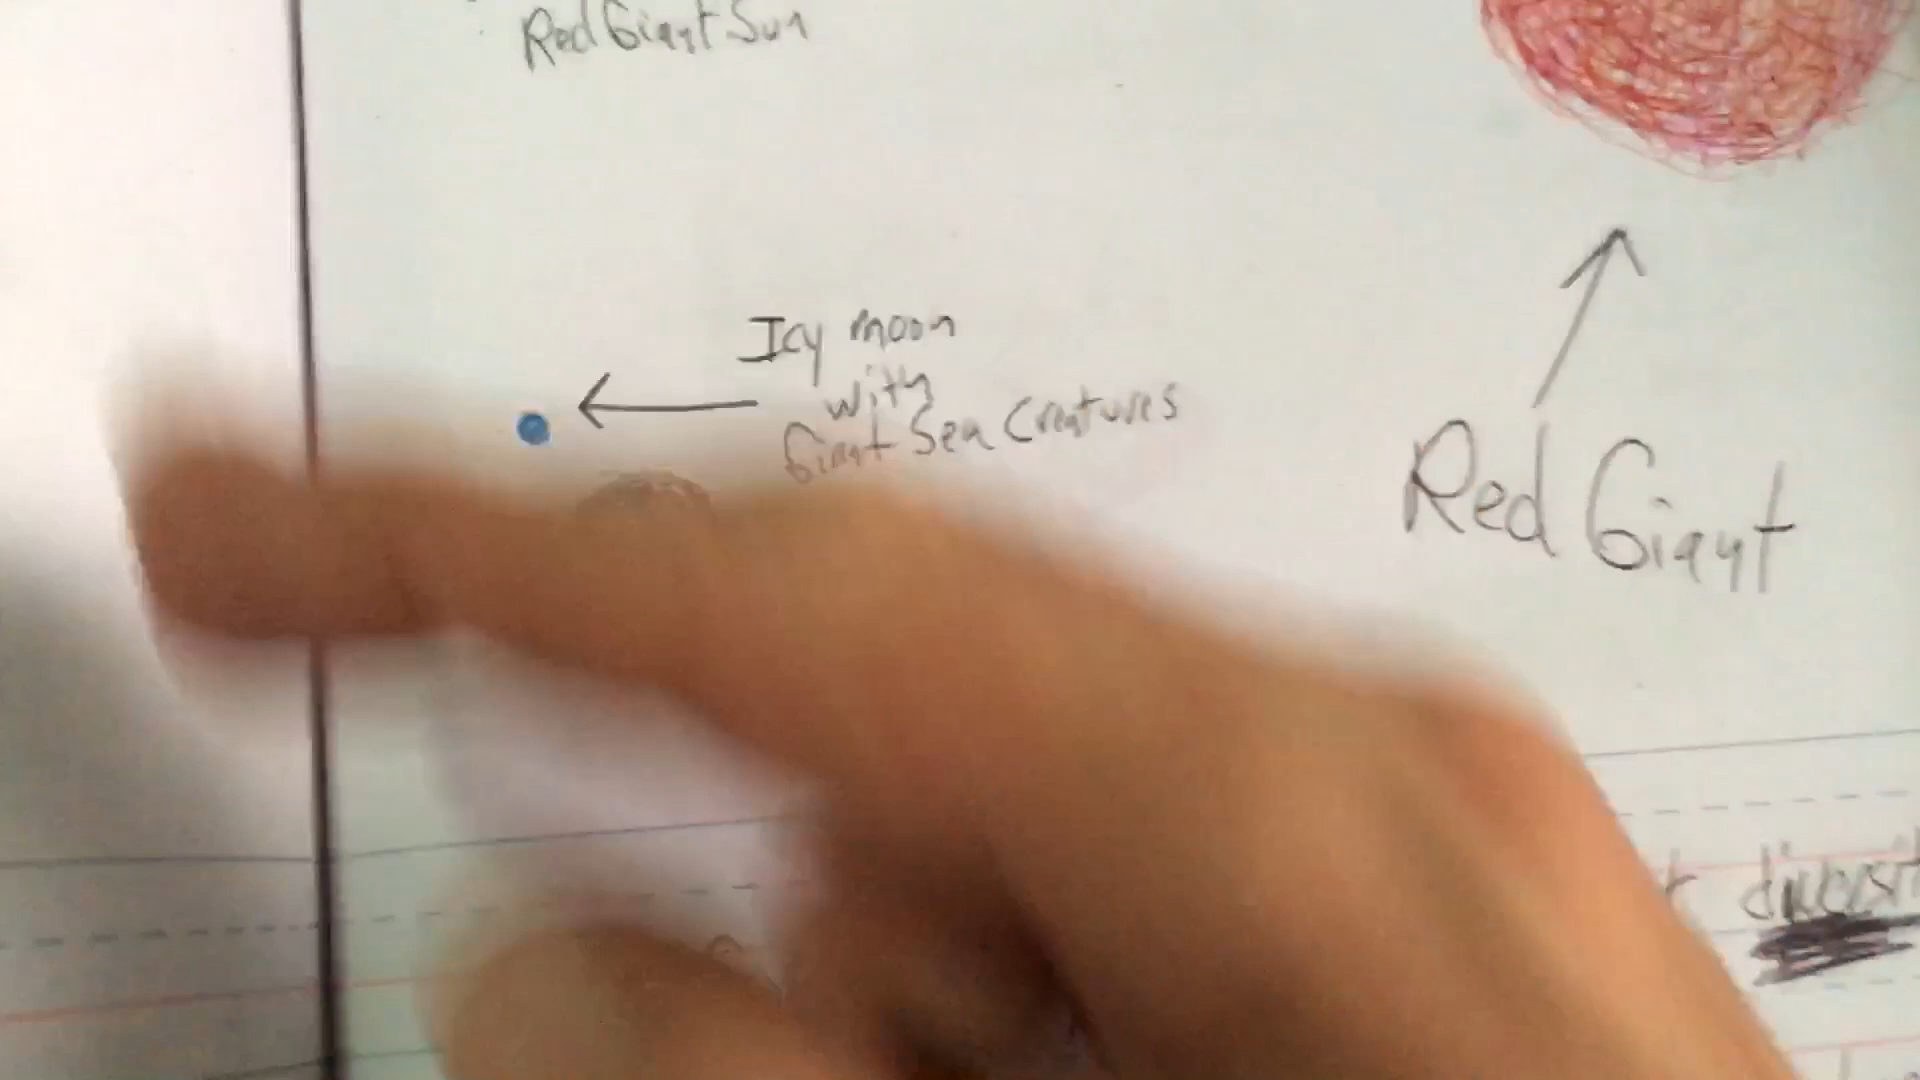 Red Giant Sun
Icy moon
with
Giant Sea Creatures
Red Giant